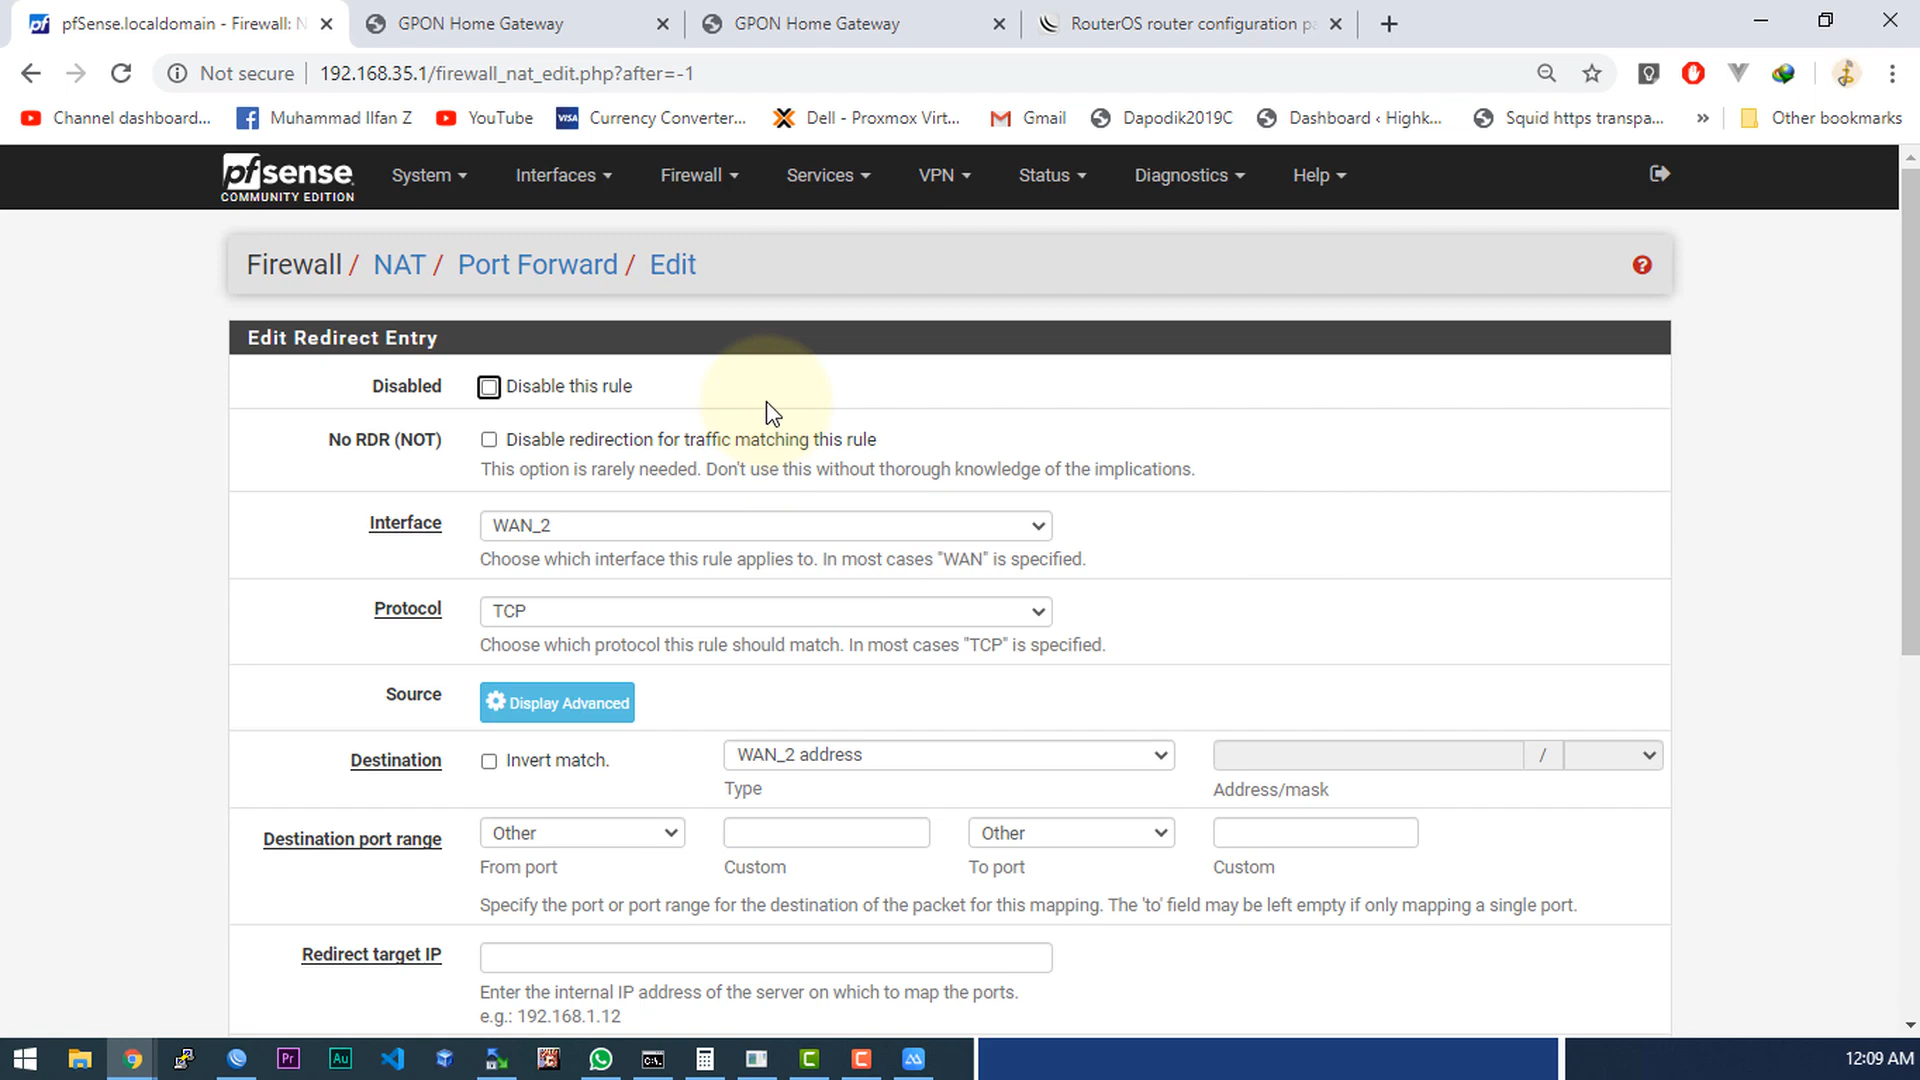 pfSense.localdomain - Firewall: N
GPON Home Gateway
GPON Home Gateway
RouterOS router configuration pa
Not secure
192.168.35.1/firewall_nat_edit.php?after=-1
Channel dashboard...
Muhammad Ilfan Z
YouTube
VISA
Currency Converter...
Dell - Proxmox Virt...
Gmail
Dapodik2019C
Dashboard ‹ Highk...
Squid https transpa...
»
Other bookmarks
pfsense
COMMUNITY EDITION
System
Interfaces
Firewall
Services
VPN
Status
Diagnostics
Help
Firewall / NAT / Port Forward / Edit
Edit Redirect Entry
Disabled
Disable this rule
No RDR (NOT)
Disable redirection for traffic matching this rule
This option is rarely needed. Don't use this without thorough knowledge of the implications.
Interface
WAN_2
Choose which interface this rule applies to. In most cases "WAN" is specified.
Protocol
TCP
Choose which protocol this rule should match. In most cases "TCP" is specified.
Source
Display Advanced
Destination
Invert match.
WAN_2 address
/
Type
Address/mask
Destination port range
Other
Other
From port
Custom
To port
Custom
Specify the port or port range for the destination of the packet for this mapping. The 'to' field may be left empty if only mapping a single port.
Redirect target IP
Enter the internal IP address of the server on which to map the ports.
e.g.: 192.168.1.12
Pr
Au
12:09 AM